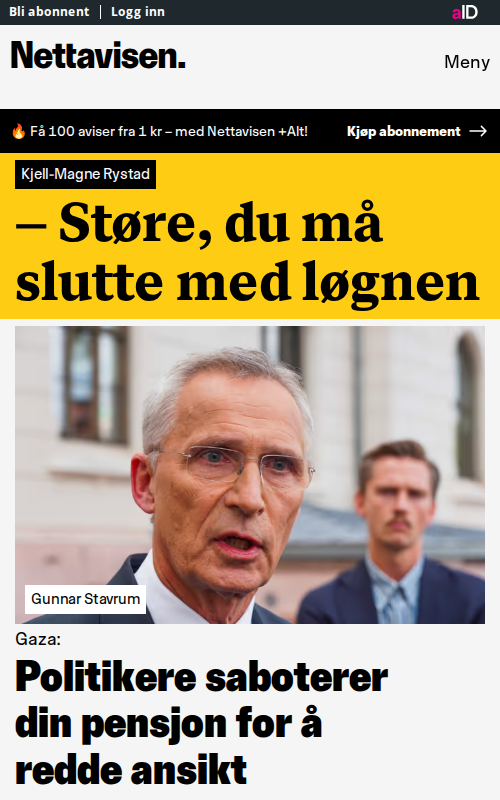 Bli abonnent | Logg inn
aID
Nettavisen.
Meny
🔥 Få 100 aviser fra 1 kr – med Nettavisen +Alt!
Kjøp abonnement →
Kjell-Magne Rystad
– Støre, du må
slutte med løgnen
Gunnar Stavrum
Gaza:
Politikere saboterer
din pensjon for å
redde ansikt